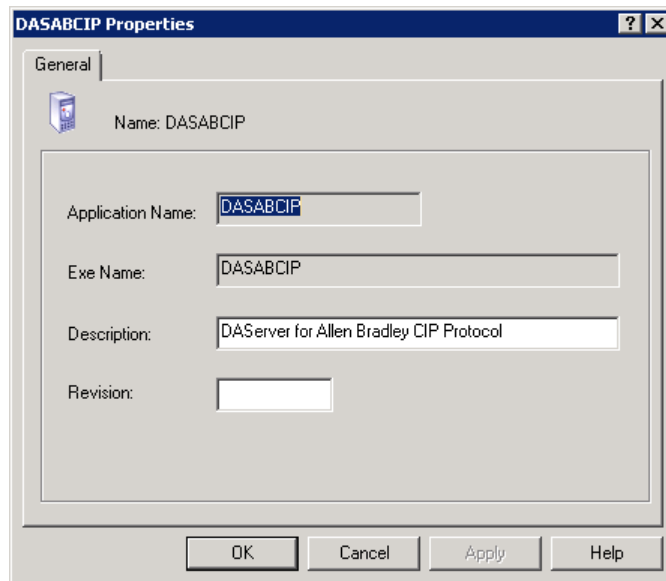 DASABCIP Properties
General
Name: DASABCIP
Application Name: DASABCIP
Exe Name: DASABCIP
Description: DAServer for Allen Bradley CIP Protocol
Revision:
OK Cancel Apply Help